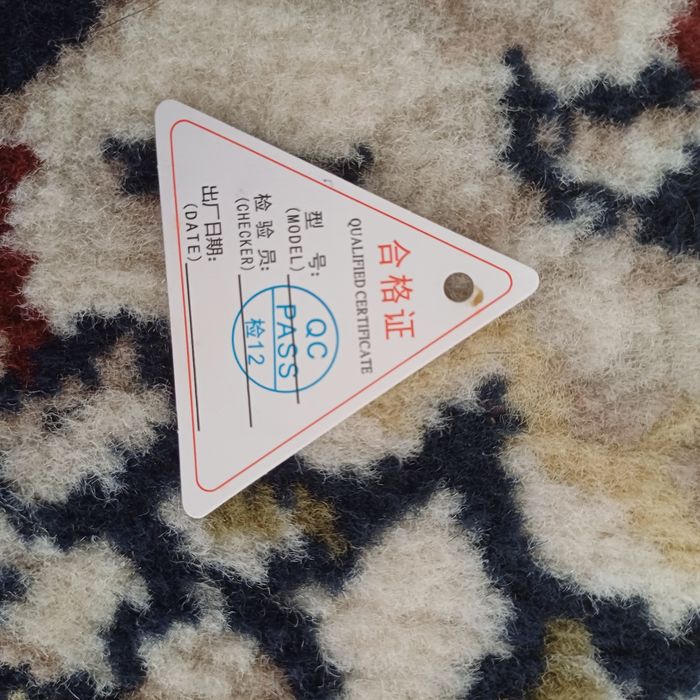 合格证
QUALIFIED CERTIFICATE
型 号:
(MODEL)
检 验 员:
(CHECKER)
出厂日期:
(DATE)
QC
PASS
检12